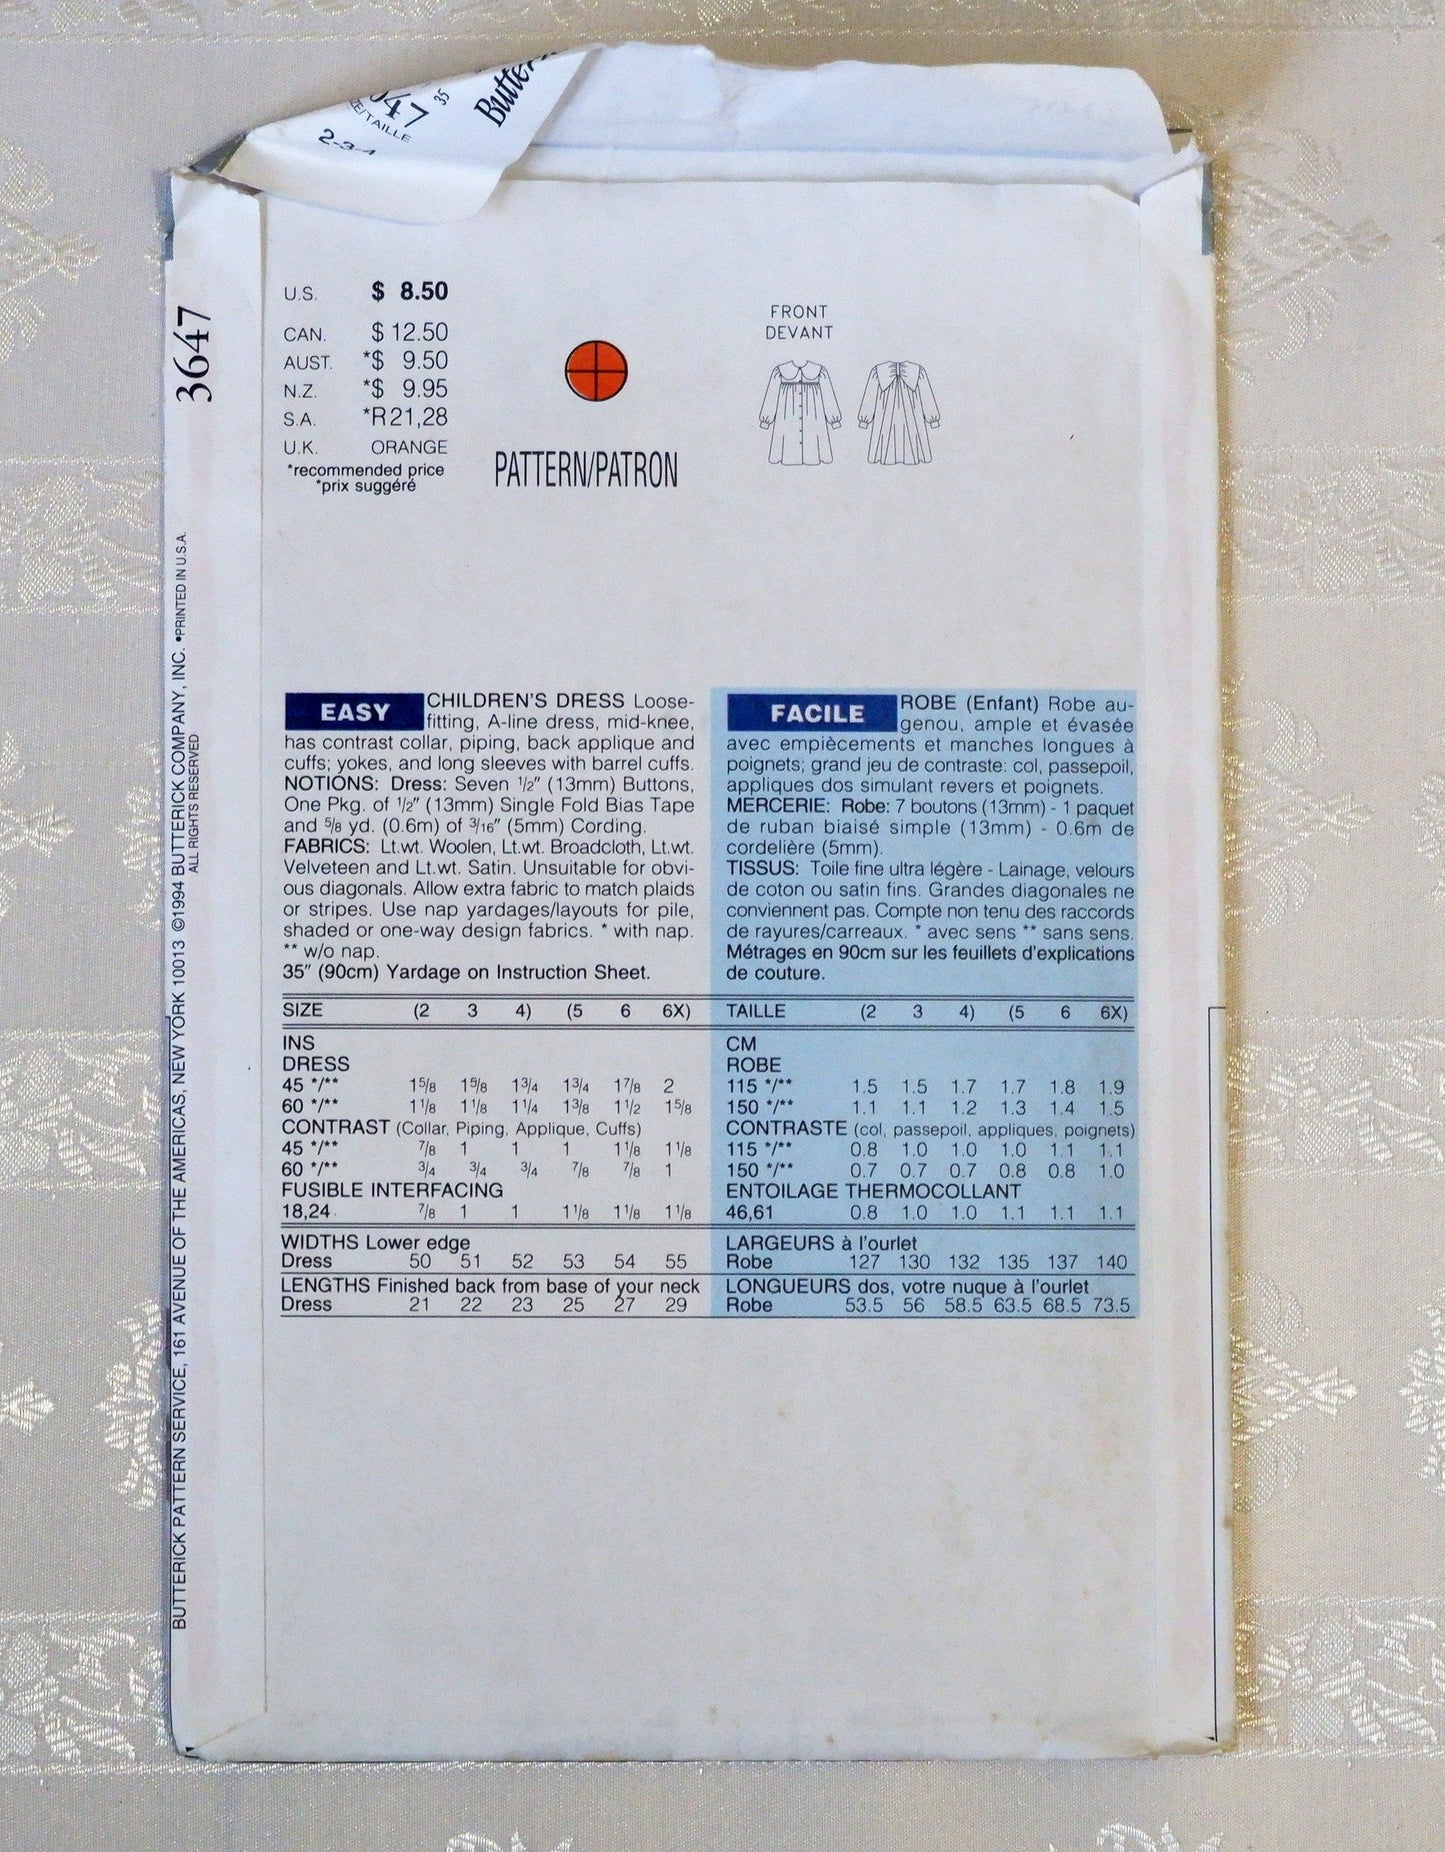 047
35
Butter
ZE/TAILLE
2-3-4
3647
BUTTERICK PATTERN SERVICE, 161 AVENUE OF THE AMERICAS, NEW YORK 10013 ©1994 BUTTERICK COMPANY, INC. •PRINTED IN U.S.A.
ALL RIGHTS RESERVED
U.S. $ 8.50
CAN. $ 12.50
AUST. *$ 9.50
N.Z. *$ 9.95
S.A. *R21,28
U.K. ORANGE
*recommended price
*prix suggéré
PATTERN/PATRON
FRONT
DEVANT
EASY CHILDREN'S DRESS Loose-
fitting, A-line dress, mid-knee,
has contrast collar, piping, back applique and
cuffs; yokes, and long sleeves with barrel cuffs.
NOTIONS: Dress: Seven 1/2" (13mm) Buttons,
One Pkg. of 1/2" (13mm) Single Fold Bias Tape
and 5/8 yd. (0.6m) of 3/16" (5mm) Cording.
FABRICS: Lt.wt. Woolen, Lt.wt. Broadcloth, Lt.wt.
Velveteen and Lt.wt. Satin. Unsuitable for obvi-
ous diagonals. Allow extra fabric to match plaids
or stripes. Use nap yardages/layouts for pile,
shaded or one-way design fabrics. * with nap.
** w/o nap.
35" (90cm) Yardage on Instruction Sheet.
SIZE (2 3 4) (5 6 6X)
INS
DRESS
45 */** 1 5/8 1 5/8 1 3/4 1 3/4 1 7/8 2
60 */** 1 1/8 1 1/8 1 1/4 1 3/8 1 1/2 1 5/8
CONTRAST (Collar, Piping, Applique, Cuffs)
45 */** 7/8 1 1 1 1 1/8 1 1/8
60 */** 3/4 3/4 3/4 7/8 7/8 1
FUSIBLE INTERFACING
18,24 7/8 1 1 1 1/8 1 1/8 1 1/8
WIDTHS Lower edge
Dress 50 51 52 53 54 55
LENGTHS Finished back from base of your neck
Dress 21 22 23 25 27 29
FACILE ROBE (Enfant) Robe au-
genou, ample et évasée
avec empiècements et manches longues à
poignets; grand jeu de contraste: col, passepoil,
appliques dos simulant revers et poignets.
MERCERIE: Robe: 7 boutons (13mm) - 1 paquet
de ruban biaisé simple (13mm) - 0.6m de
cordelière (5mm).
TISSUS: Toile fine ultra légère - Lainage, velours
de coton ou satin fins. Grandes diagonales ne
conviennent pas. Compte non tenu des raccords
de rayures/carreaux. * avec sens ** sans sens.
Métrages en 90cm sur les feuillets d'explications
de couture.
TAILLE (2 3 4) (5 6 6X)
CM
ROBE
115 */** 1.5 1.5 1.7 1.7 1.8 1.9
150 */** 1.1 1.1 1.2 1.3 1.4 1.5
CONTRASTE (col, passepoil, appliques, poignets)
115 */** 0.8 1.0 1.0 1.0 1.1 1.1
150 */** 0.7 0.7 0.7 0.8 0.8 1.0
ENTOILAGE THERMOCOLLANT
46,61 0.8 1.0 1.0 1.1 1.1 1.1
LARGEURS à l'ourlet
Robe 127 130 132 135 137 140
LONGUEURS dos, votre nuque à l'ourlet
Robe 53.5 56 58.5 63.5 68.5 73.5